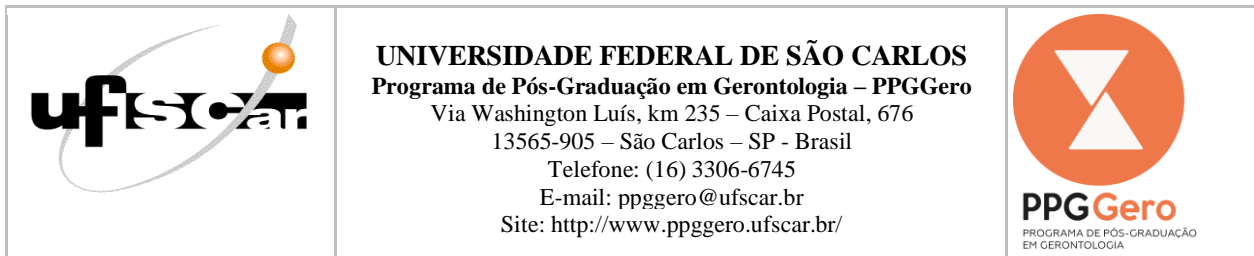 ufscar
UNIVERSIDADE FEDERAL DE SÃO CARLOS
Programa de Pós-Graduação em Gerontologia – PPGGero
Via Washington Luís, km 235 – Caixa Postal, 676
13565-905 – São Carlos – SP - Brasil
Telefone: (16) 3306-6745
E-mail: ppggero@ufscar.br
Site: http://www.ppggero.ufscar.br/
PPGGero
PROGRAMA DE PÓS-GRADUAÇÃO
EM GERONTOLOGIA